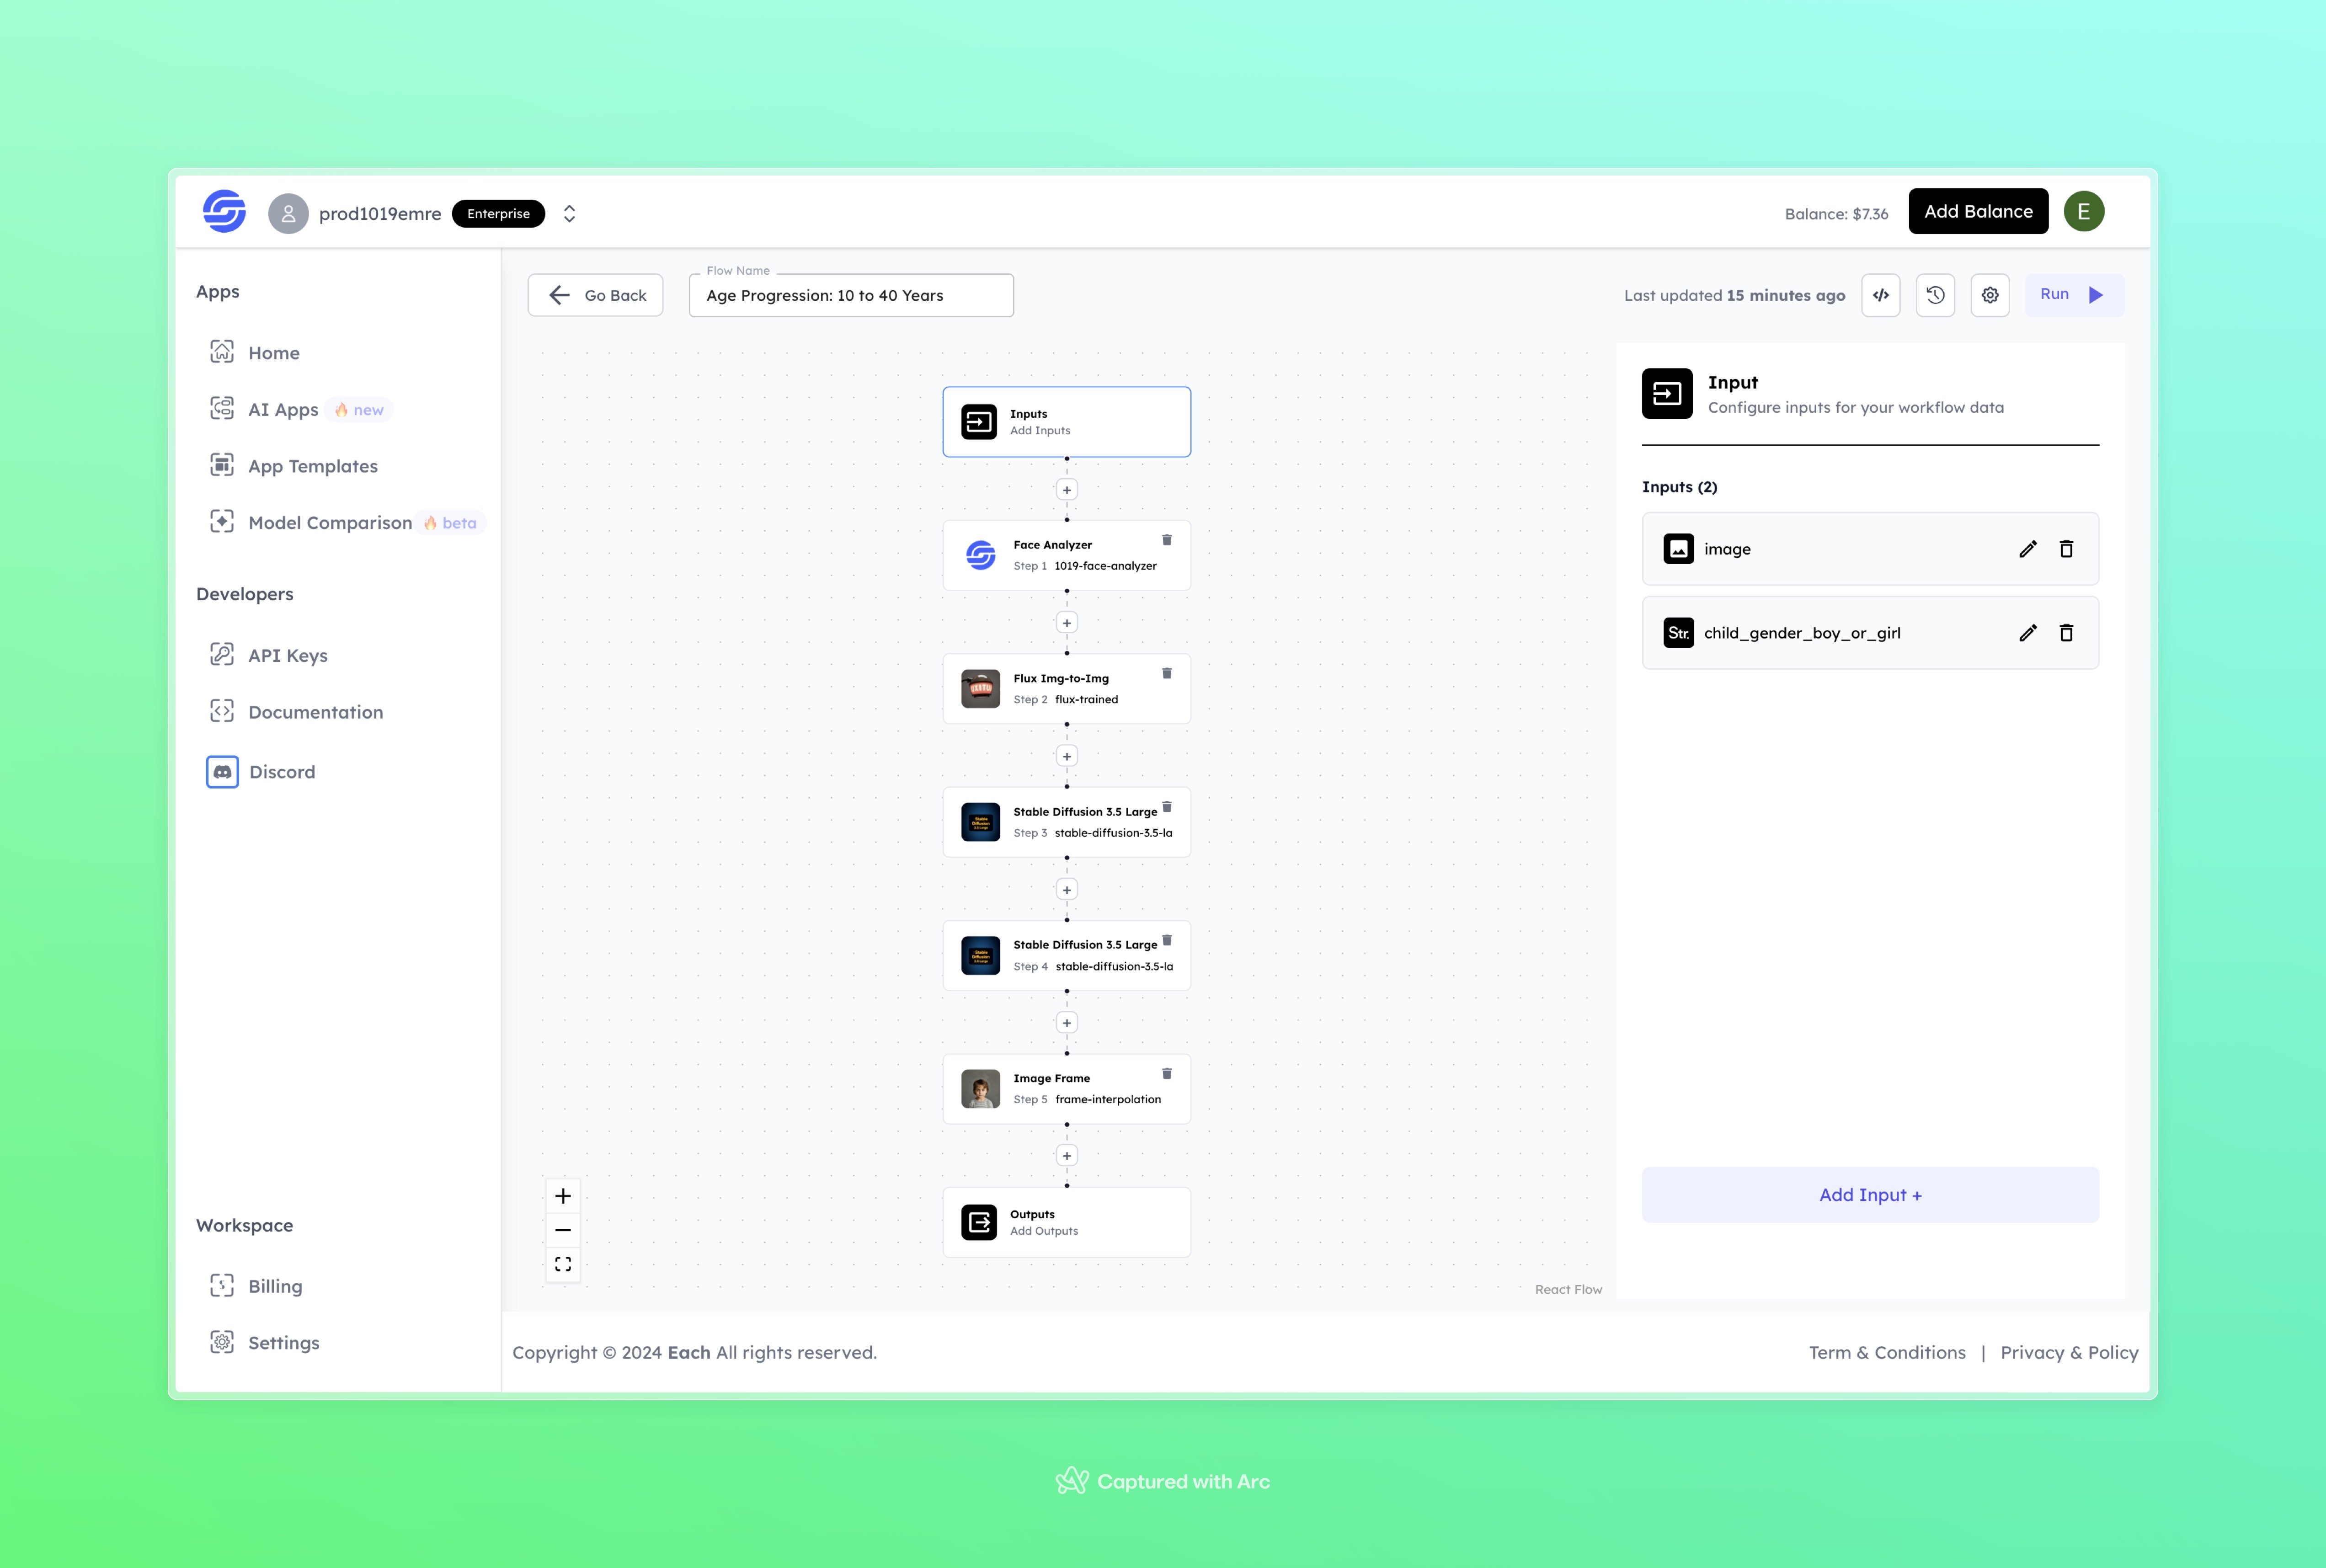 prod1019emre
Enterprise
Balance: $7.36
Add Balance
E
Apps
Home
AI Apps 🔥 new
App Templates
Model Comparison 🔥 beta
Developers
API Keys
Documentation
Discord
Workspace
Billing
Settings
Go Back
Flow Name
Age Progression: 10 to 40 Years
Last updated 15 minutes ago
Run
Inputs
Add Inputs
Face Analyzer
Step 1 1019-face-analyzer
Flux Img-to-Img
Step 2 flux-trained
Stable Diffusion 3.5 Large
Step 3 stable-diffusion-3.5-la
Stable Diffusion 3.5 Large
Step 4 stable-diffusion-3.5-la
Image Frame
Step 5 frame-interpolation
Outputs
Add Outputs
React Flow
Input
Configure inputs for your workflow data
Inputs (2)
image
Str. child_gender_boy_or_girl
Add Input +
Copyright © 2024 Each All rights reserved.
Term & Conditions | Privacy & Policy
Captured with Arc